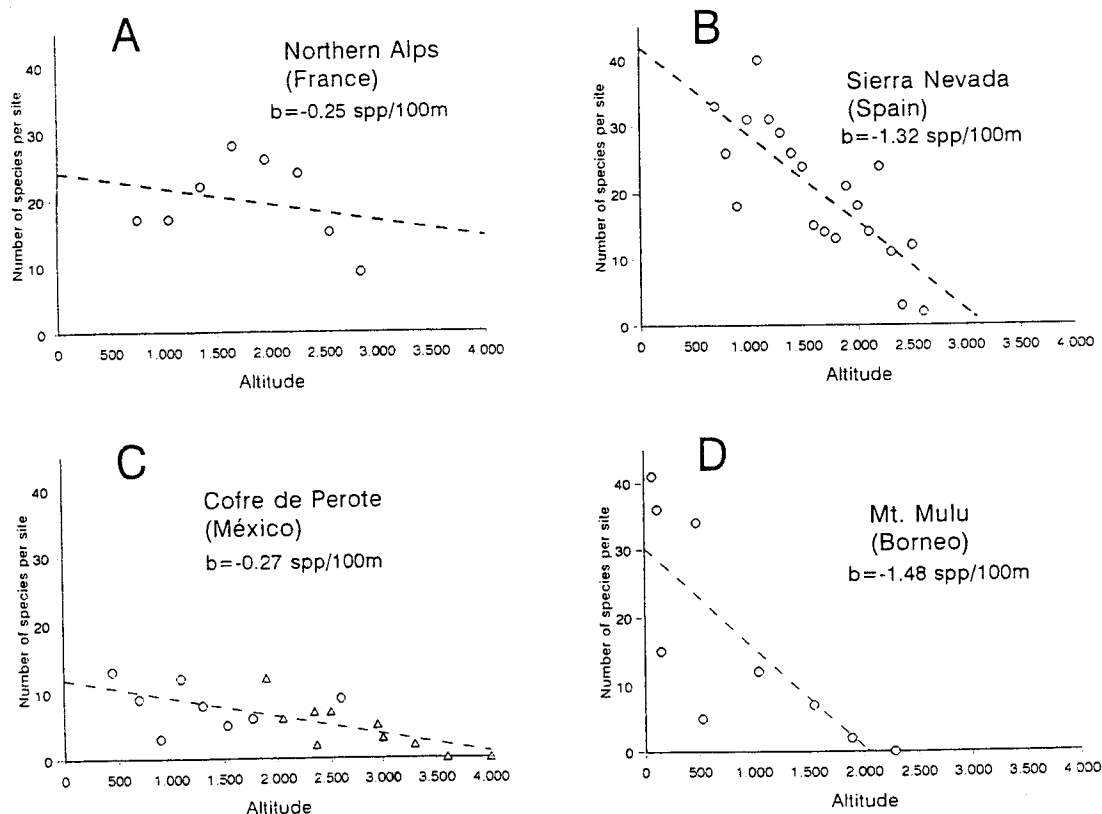 A
Northern Alps
(France)
b=-0.25 spp/100m
Number of species per site
40
30
20
10
0
0 500 1.000 1.500 2.000 2.500 3.000 3.500 4.000
Altitude
B
Sierra Nevada
(Spain)
b=-1.32 spp/100m
Number of species per site
40
30
20
10
0
0 500 1.000 1.500 2.000 2.500 3.000 3.500 4 000
Altitude
C
Cofre de Perote
(México)
b=-0.27 spp/100m
Number of species per site
40
30
20
10
0
0 500 1.000 1.500 2.000 2.500 3.000 3.500 4.000
Altitude
D
Mt. Mulu
(Borneo)
b=-1.48 spp/100m
Number of species per site
40
30
20
10
0
0 500 1.000 1.500 2.000 2.500 3.000 3.500 4.000
Altitude